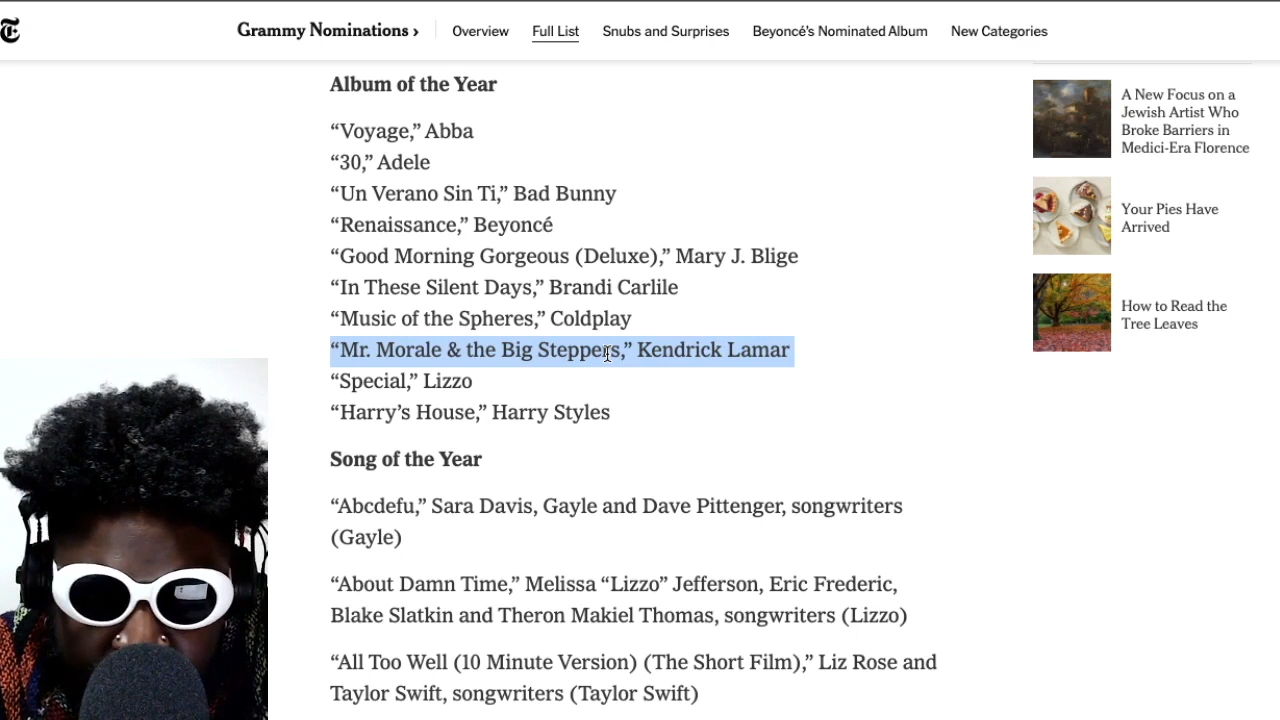 Grammy Nominations ›
Overview
Full List
Snubs and Surprises
Beyoncé’s Nominated Album
New Categories
Album of the Year
“Voyage,” Abba
“30,” Adele
“Un Verano Sin Ti,” Bad Bunny
“Renaissance,” Beyoncé
“Good Morning Gorgeous (Deluxe),” Mary J. Blige
“In These Silent Days,” Brandi Carlile
“Music of the Spheres,” Coldplay
“Mr. Morale & the Big Steppers,” Kendrick Lamar
“Special,” Lizzo
“Harry’s House,” Harry Styles
Song of the Year
“Abcdefu,” Sara Davis, Gayle and Dave Pittenger, songwriters
(Gayle)
“About Damn Time,” Melissa “Lizzo” Jefferson, Eric Frederic,
Blake Slatkin and Theron Makiel Thomas, songwriters (Lizzo)
“All Too Well (10 Minute Version) (The Short Film),” Liz Rose and
Taylor Swift, songwriters (Taylor Swift)
A New Focus on a
Jewish Artist Who
Broke Barriers in
Medici-Era Florence
Your Pies Have
Arrived
How to Read the
Tree Leaves